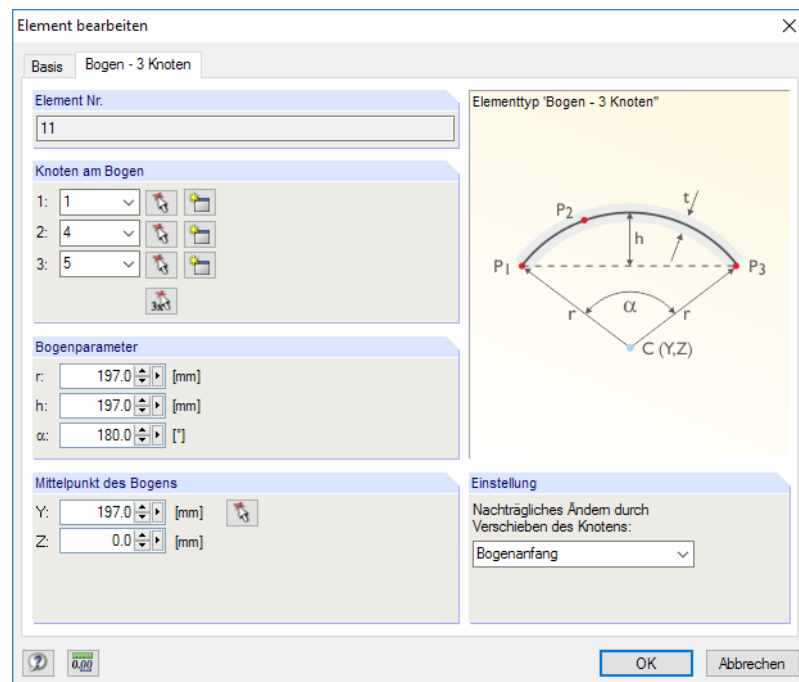 Element bearbeiten
Basis
Bogen - 3 Knoten
Element Nr.
11
Knoten am Bogen
1: 1
2: 4
3: 5
3x
Bogenparameter
r: 197.0 [mm]
h: 197.0 [mm]
α: 180.0 [°]
Mittelpunkt des Bogens
Y: 197.0 [mm]
Z: 0.0 [mm]
Elementtyp 'Bogen - 3 Knoten"
t
P2
h
P1
P3
r
α
r
C (Y,Z)
Einstellung
Nachträgliches Ändern durch
Verschieben des Knotens:
Bogenanfang
0.00
OK
Abbrechen